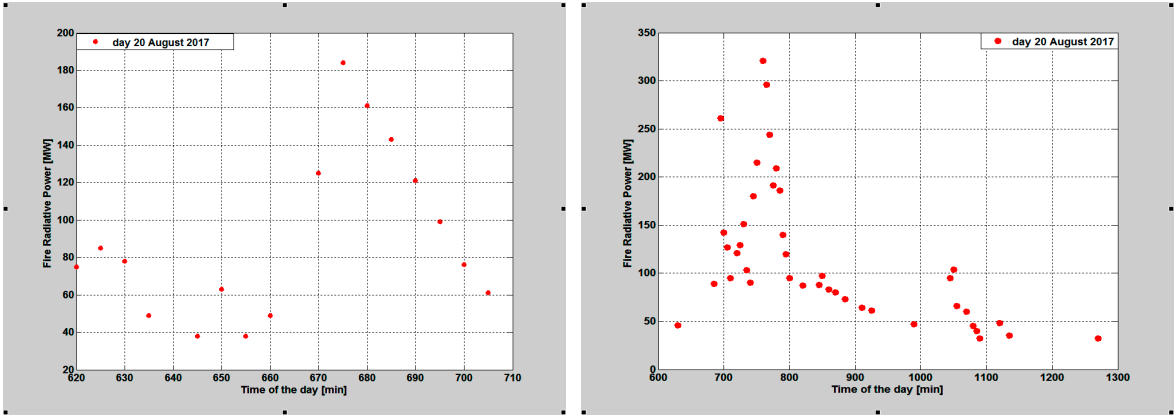 200
180
160
140
120
100
80
60
40
20
Fire Radiative Power [MW]
day 20 August 2017
620 630 640 650 660 670 680 690 700 710
Time of the day [min]
350
300
250
200
150
100
50
0
Fire Radiative Power [MW]
day 20 August 2017
600 700 800 900 1000 1100 1200 1300
Time of the day [min]